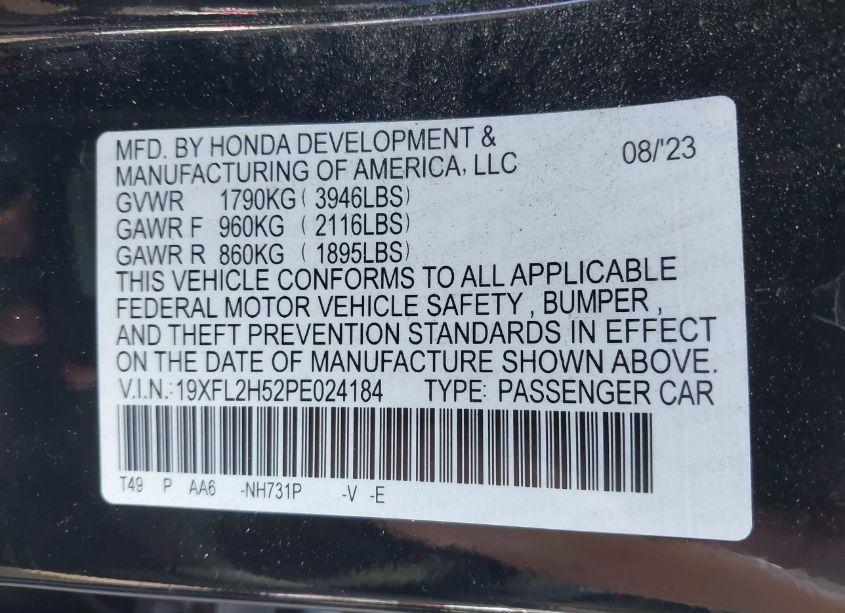 MFD. BY HONDA DEVELOPMENT &
MANUFACTURING OF AMERICA, LLC 08/'23
GVWR 1790KG ( 3946LBS)
GAWR F 960KG ( 2116LBS)
GAWR R 860KG ( 1895LBS)
THIS VEHICLE CONFORMS TO ALL APPLICABLE
FEDERAL MOTOR VEHICLE SAFETY , BUMPER ,
AND THEFT PREVENTION STANDARDS IN EFFECT
ON THE DATE OF MANUFACTURE SHOWN ABOVE.
V.I.N.:19XFL2H52PE024184 TYPE: PASSENGER CAR
T49 P AA6 -NH731P -V -E